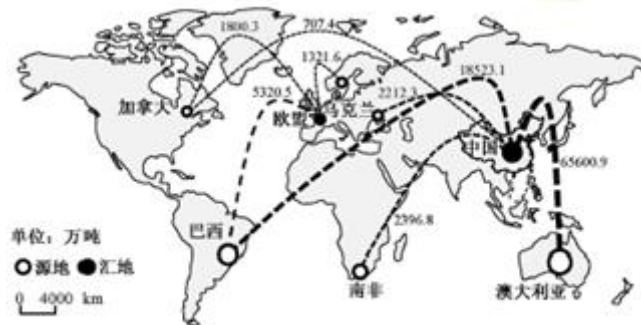 1800.3
707.4
1321.6
18523.1
5320.5
2212.3
加拿大
欧盟
乌克兰
中国
65600.9
巴西
2396.8
单位：万吨
源地 汇地
南非
澳大利亚
0 4000 km